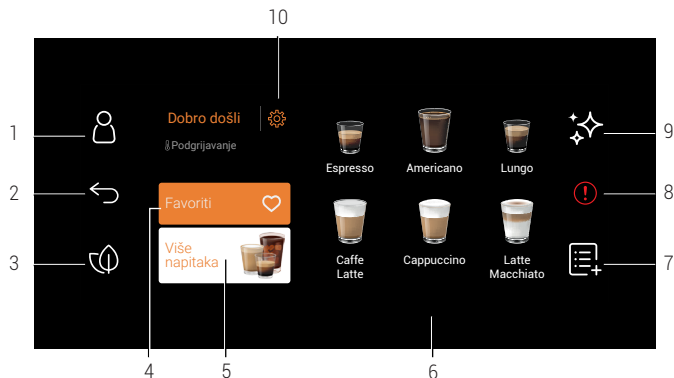 10
1
2
3
Dobro došli
Podgrijavanje
Favoriti
Više
napitaka
Espresso
Americano
Lungo
Caffe
Latte
Cappuccino
Latte
Macchiato
9
8
7
4
5
6